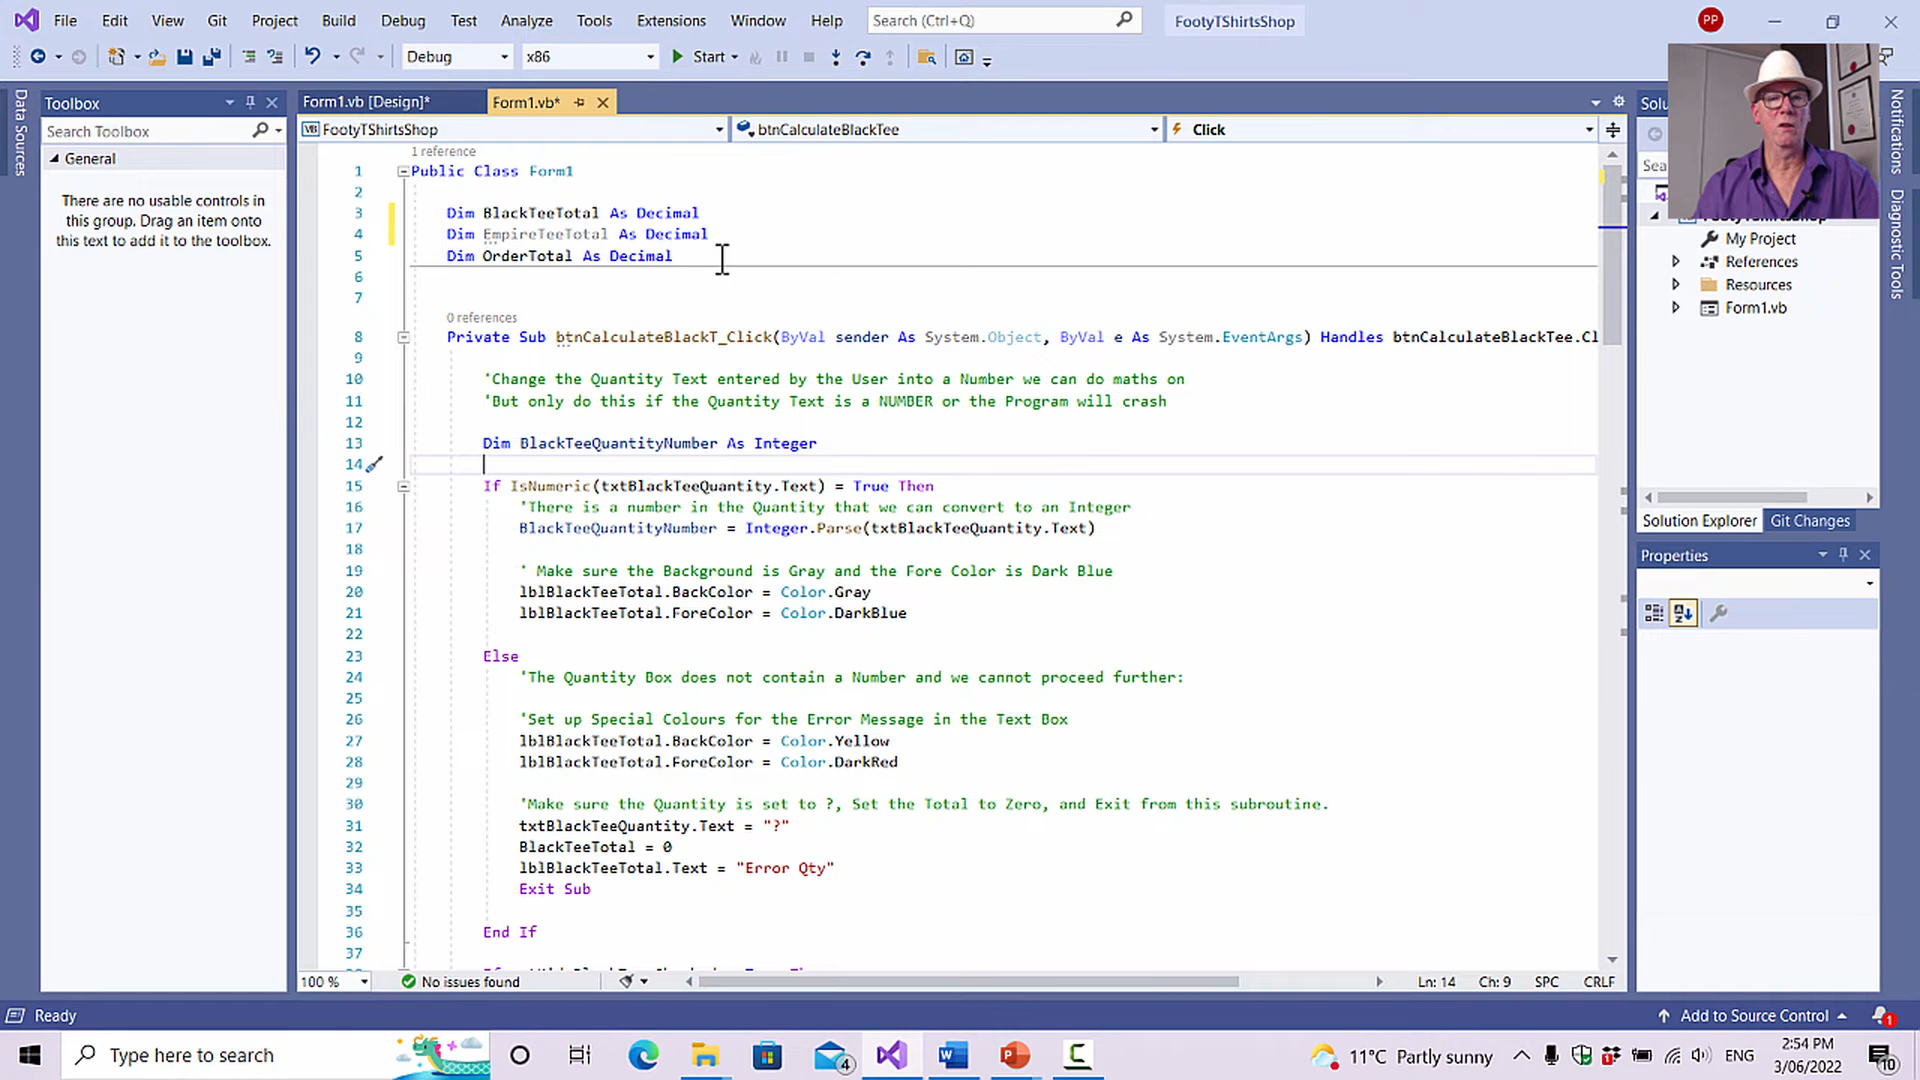 File Edit View Git Project Build Debug Test Analyze Tools Extensions Window Help Search (Ctrl+Q) FootyTShirtsShop PP
Debug x86 Start
Data Sources
Toolbox
Search Toolbox
General
There are no usable controls in
this group. Drag an item onto
this text to add it to the toolbox.
Form1.vb [Design]* Form1.vb*
FootyTShirtsShop btnCalculateBlackTee Click
1 reference
1 Public Class Form1
2
3 Dim BlackTeeTotal As Decimal
4 Dim EmpireTeeTotal As Decimal
5 Dim OrderTotal As Decimal
6
7
0 references
8 Private Sub btnCalculateBlackT_Click(ByVal sender As System.Object, ByVal e As System.EventArgs) Handles btnCalculateBlackTee.Cl
9
10 'Change the Quantity Text entered by the User into a Number we can do maths on
11 'But only do this if the Quantity Text is a NUMBER or the Program will crash
12
13 Dim BlackTeeQuantityNumber As Integer
14
15 If IsNumeric(txtBlackTeeQuantity.Text) = True Then
16 'There is a number in the Quantity that we can convert to an Integer
17 BlackTeeQuantityNumber = Integer.Parse(txtBlackTeeQuantity.Text)
18
19 ' Make sure the Background is Gray and the Fore Color is Dark Blue
20 lblBlackTeeTotal.BackColor = Color.Gray
21 lblBlackTeeTotal.ForeColor = Color.DarkBlue
22
23 Else
24 'The Quantity Box does not contain a Number and we cannot proceed further:
25
26 'Set up Special Colours for the Error Message in the Text Box
27 lblBlackTeeTotal.BackColor = Color.Yellow
28 lblBlackTeeTotal.ForeColor = Color.DarkRed
29
30 'Make sure the Quantity is set to ?, Set the Total to Zero, and Exit from this subroutine.
31 txtBlackTeeQuantity.Text = "?"
32 BlackTeeTotal = 0
33 lblBlackTeeTotal.Text = "Error Qty"
34 Exit Sub
35
36 End If
37
100 % No issues found Ln: 14 Ch: 9 SPC CRLF
Solu
Sea
My Project
References
Resources
Form1.vb
Solution Explorer Git Changes
Properties
Notifications
Diagnostic Tools
Ready Add to Source Control 1
Type here to search 4 11°C Partly sunny ENG 2:54 PM
3/06/2022 10